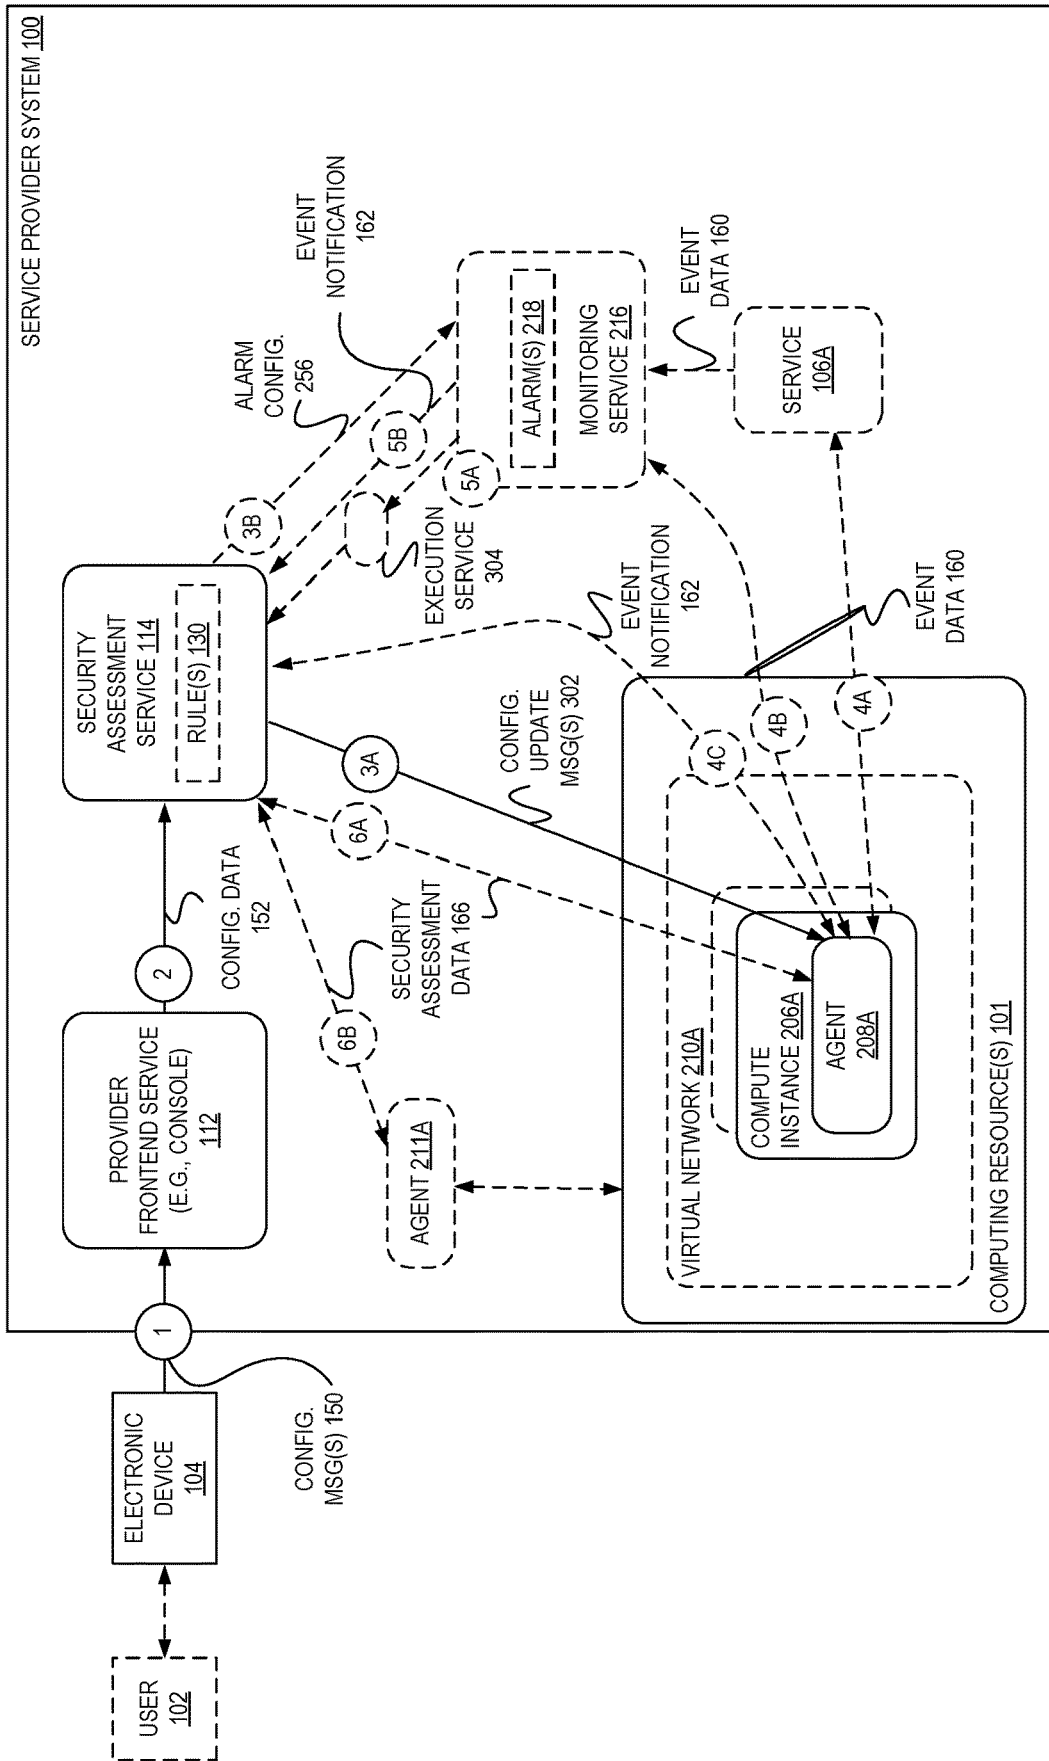 SERVICE PROVIDER SYSTEM 100
USER
102
ELECTRONIC
DEVICE
104
CONFIG.
MSG(S) 150
1
PROVIDER
FRONTEND SERVICE
(E.G., CONSOLE)
112
2
CONFIG. DATA
152
SECURITY
ASSESSMENT
SERVICE 114
RULE(S) 130
3B
ALARM
CONFIG.
256
EVENT
NOTIFICATION
162
5B
5A
EXECUTION
SERVICE
304
ALARM(S) 218
MONITORING
SERVICE 216
EVENT
DATA 160
SERVICE
106A
3A
CONFIG.
UPDATE
MSG(S) 302
EVENT
NOTIFICATION
162
6A
6B
SECURITY
ASSESSMENT
DATA 166
AGENT 211A
4C
4B
4A
EVENT
DATA 160
VIRTUAL NETWORK 210A
COMPUTE
INSTANCE 206A
AGENT
208A
COMPUTING RESOURCE(S) 101